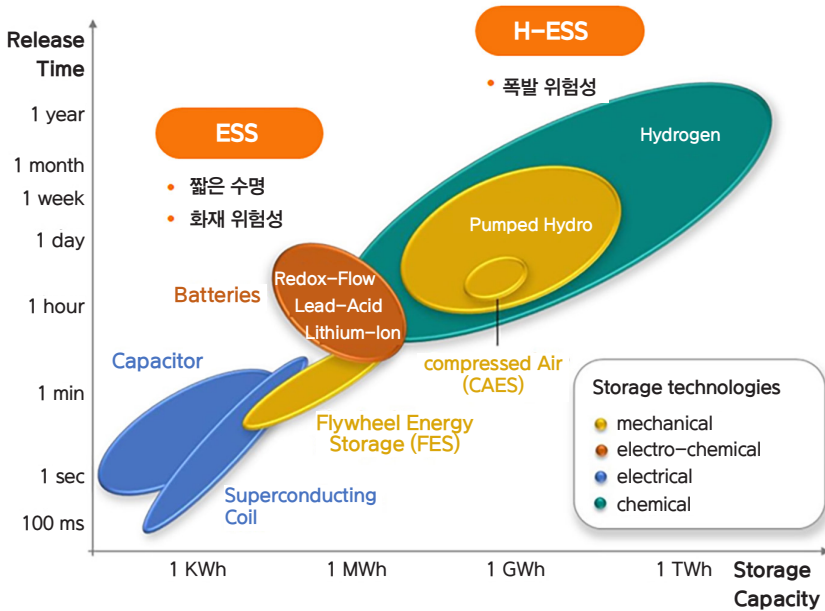 Release
Time
1 year
1 month
1 week
1 day
1 hour
1 min
1 sec
100 ms
ESS
• 짧은 수명
• 화재 위험성
H-ESS
• 폭발 위험성
Hydrogen
Pumped Hydro
Batteries
Redox-Flow
Lead-Acid
Lithium-Ion
compressed Air
(CAES)
Capacitor
Flywheel Energy
Storage (FES)
Superconducting
Coil
Storage technologies
mechanical
electro-chemical
electrical
chemical
1 KWh
1 MWh
1 GWh
1 TWh
Storage
Capacity